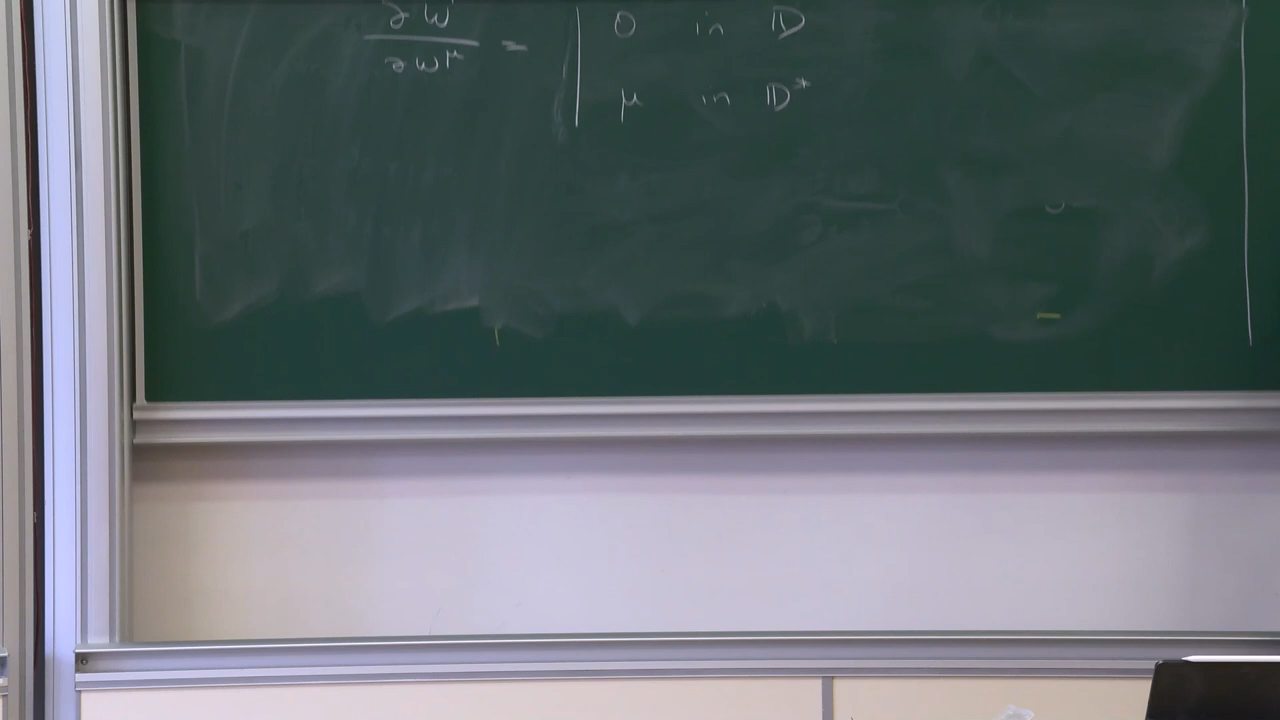 ∂ω
―― = | 0 in 𝔻
∂ω^μ
μ in 𝔻*